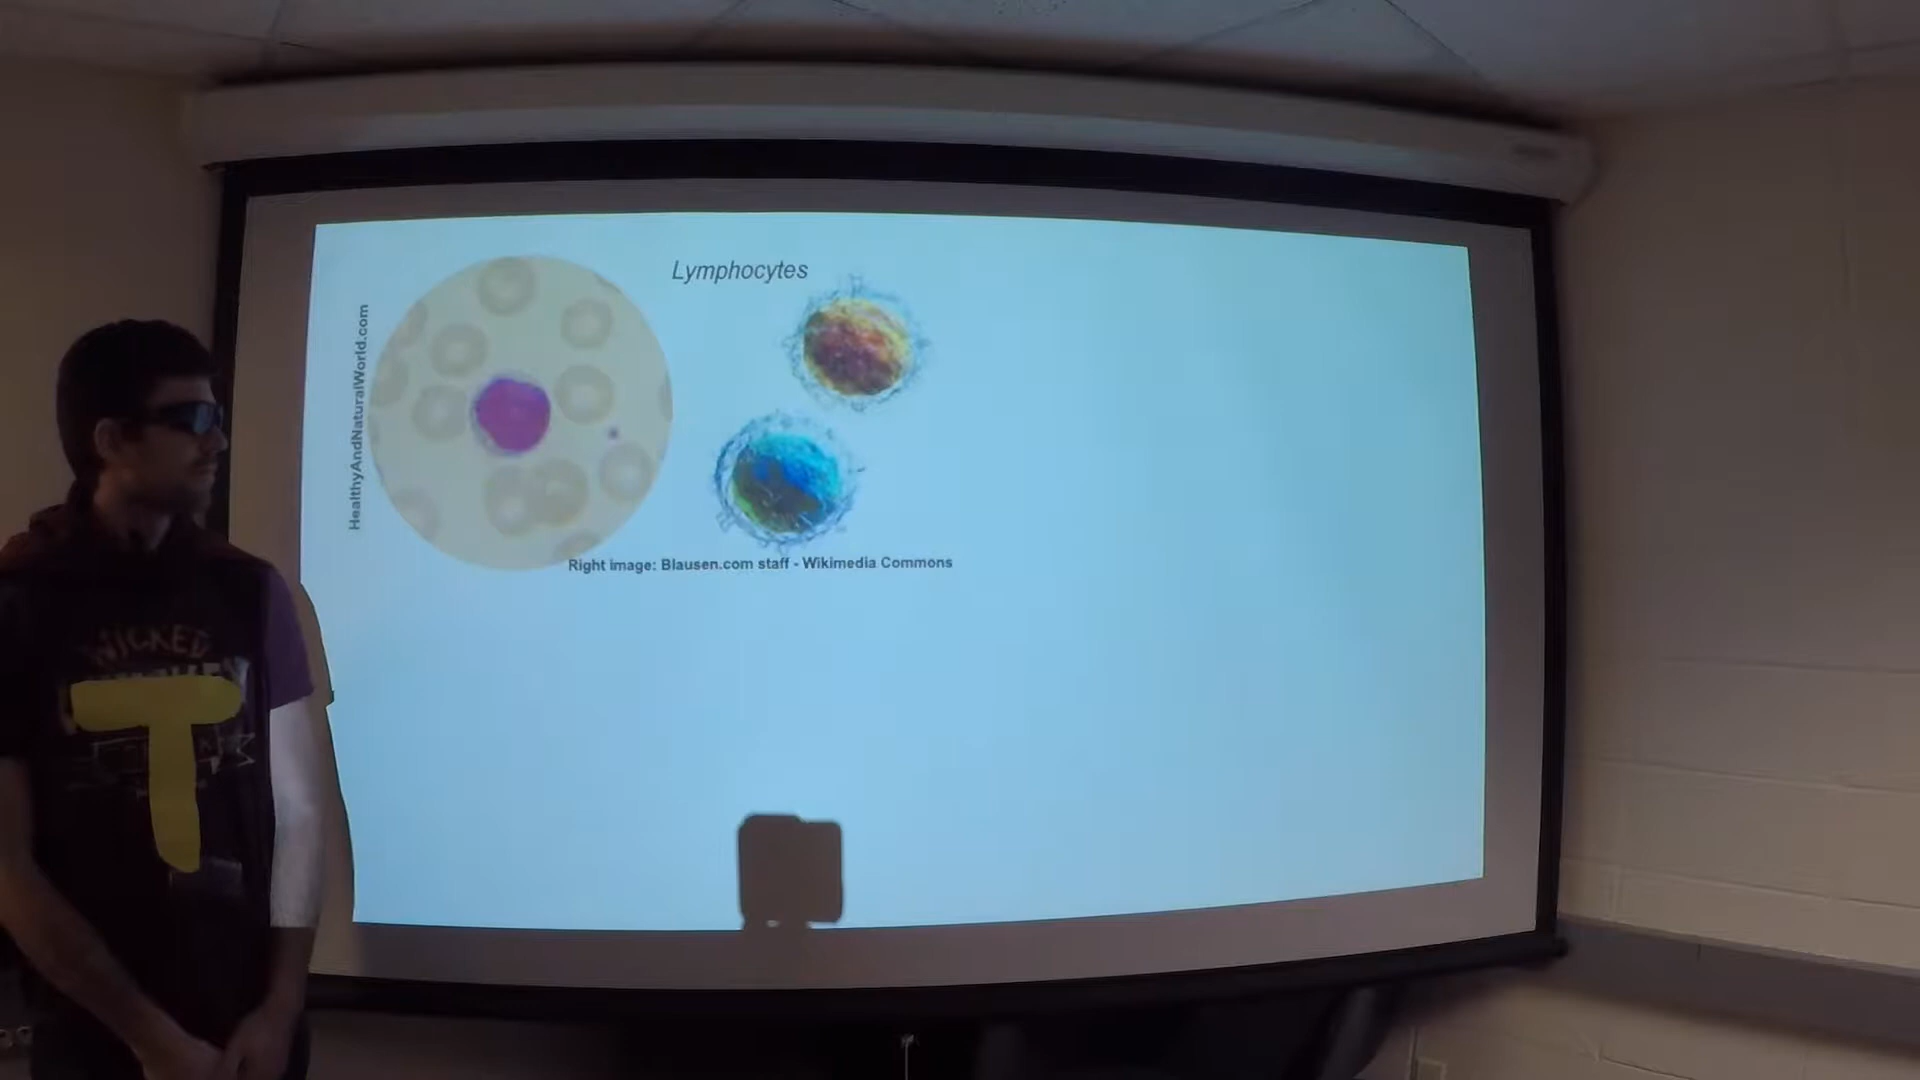 Lymphocytes
HealthyAndNaturalWorld.com
Right image: Blausen.com staff - Wikimedia Commons
WICKED
T